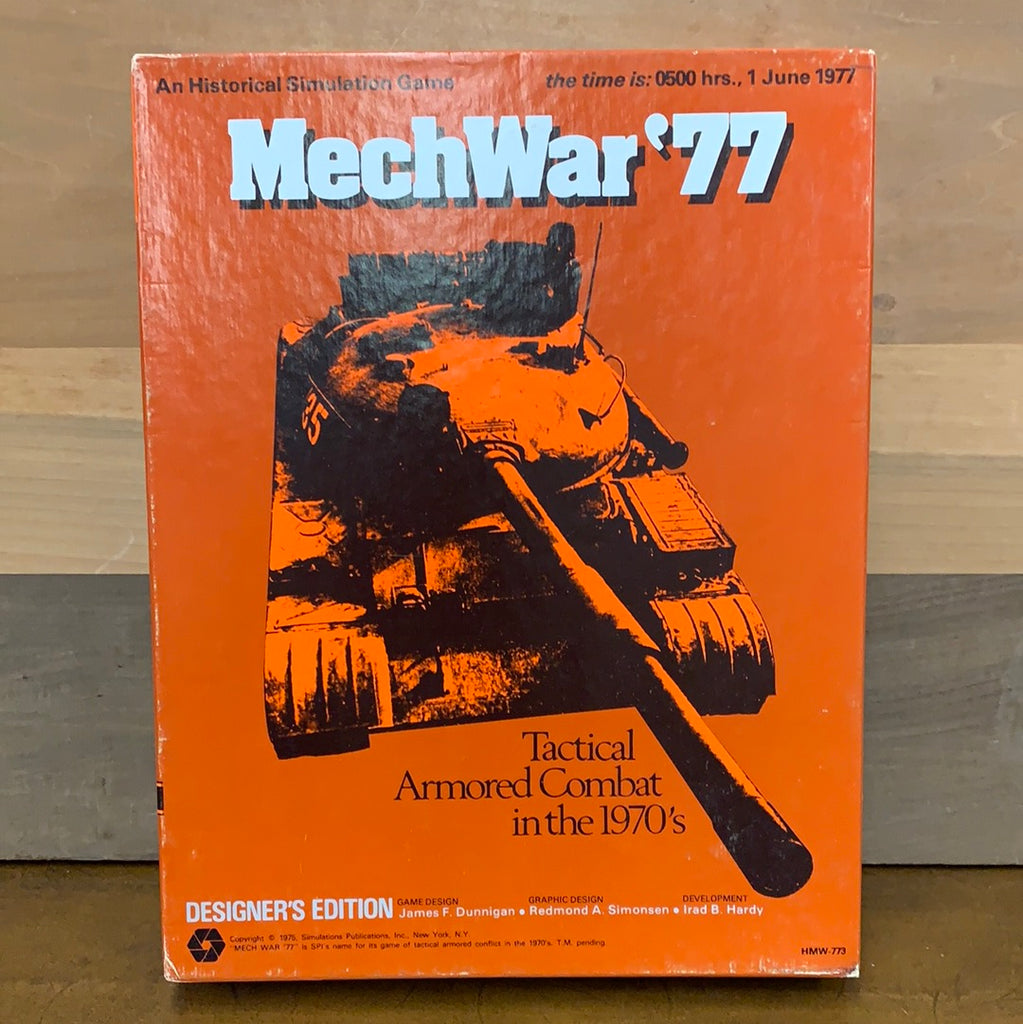 An Historical Simulation Game
the time is: 0500 hrs., 1 June 1977
MechWar '77
25
Tactical
Armored Combat
in the 1970's
DESIGNER'S EDITION
GAME DESIGN
James F. Dunnigan •
GRAPHIC DESIGN
Redmond A. Simonsen •
DEVELOPMENT
Irad B. Hardy
Copyright © 1975, Simulations Publications, Inc., New York, N.Y.
"MECH WAR '77" is SPI's name for its game of tactical armored conflict in the 1970's. T.M. pending.
HMW-773